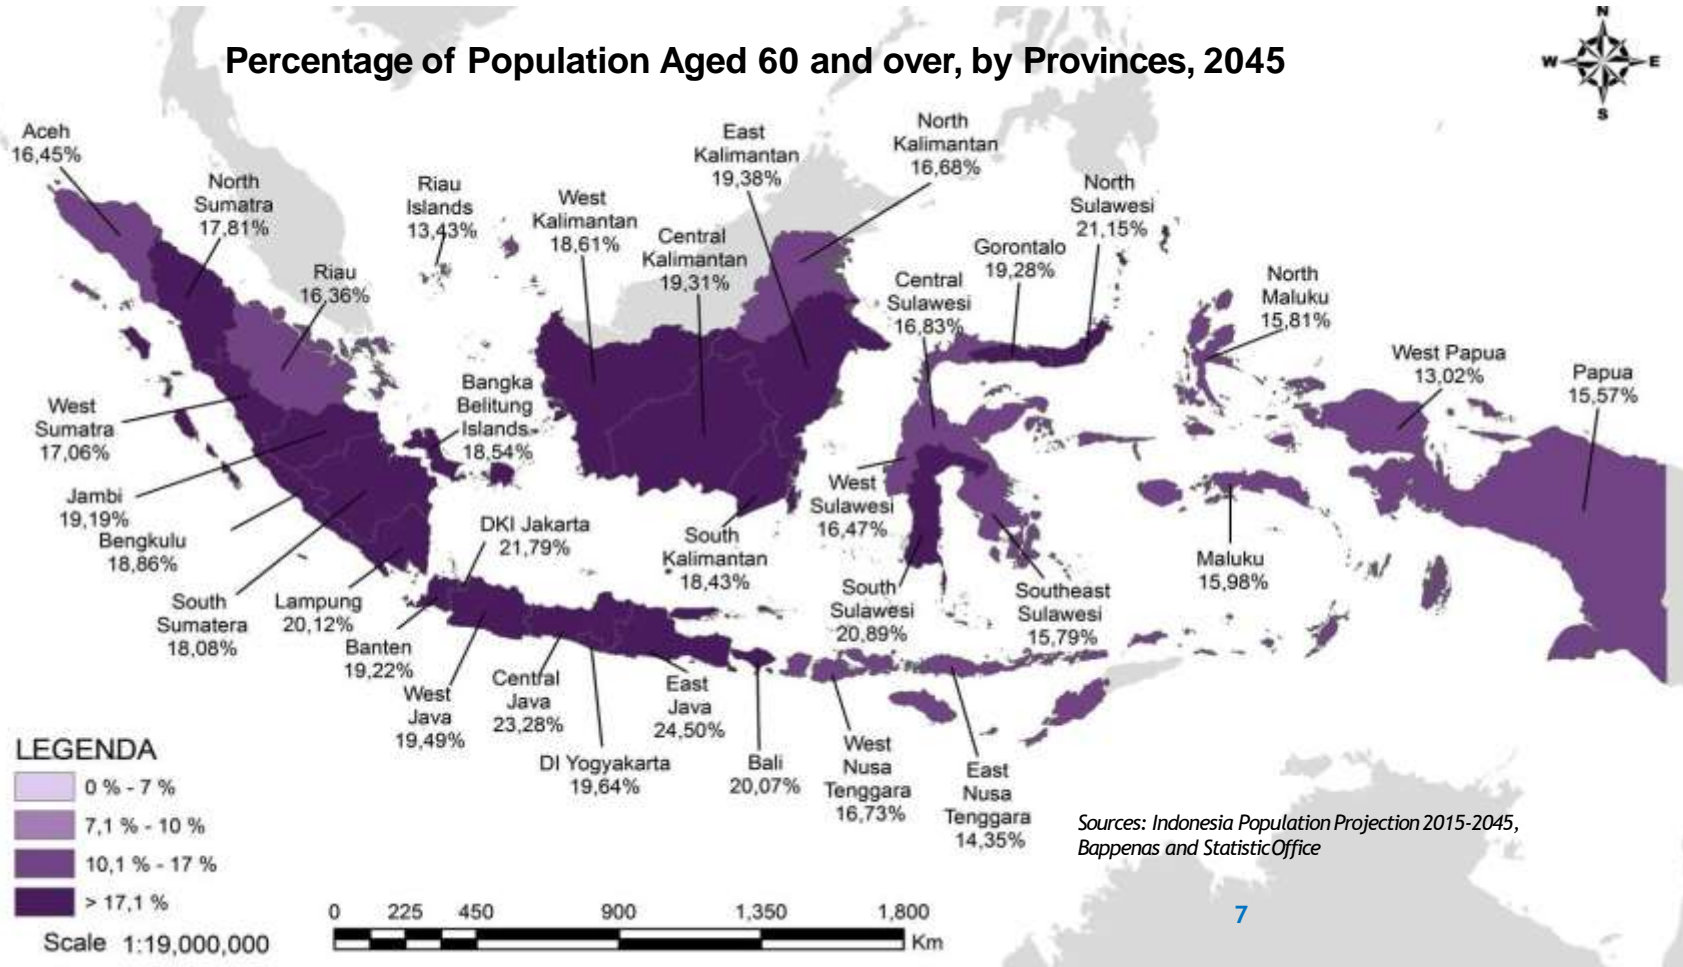 Percentage of Population Aged 60 and over, by Provinces, 2045
N
W
E
S
Aceh
16,45%
North
Sumatra
17,81%
Riau
16,36%
Riau
Islands
13,43%
West
Kalimantan
18,61%
Central
Kalimantan
19,31%
East
Kalimantan
19,38%
North
Kalimantan
16,68%
North
Sulawesi
21,15%
Gorontalo
19,28%
Central
Sulawesi
16,83%
North
Maluku
15,81%
West Papua
13,02%
Papua
15,57%
West
Sumatra
17,06%
Bangka
Belitung
Islands
18,54%
Jambi
19,19%
Bengkulu
18,86%
South
Sumatera
18,08%
Lampung
20,12%
DKI Jakarta
21,79%
Banten
19,22%
West
Java
19,49%
Central
Java
23,28%
DI Yogyakarta
19,64%
East
Java
24,50%
Bali
20,07%
South
Kalimantan
18,43%
West
Sulawesi
16,47%
South
Sulawesi
20,89%
Southeast
Sulawesi
15,79%
Maluku
15,98%
West
Nusa
Tenggara
16,73%
East
Nusa
Tenggara
14,35%
LEGENDA
0 % - 7 %
7,1 % - 10 %
10,1 % - 17 %
> 17,1 %
Scale 1:19,000,000
0 225 450 900 1,350 1,800
Km
Sources: Indonesia Population Projection 2015-2045,
Bappenas and Statistic Office
7